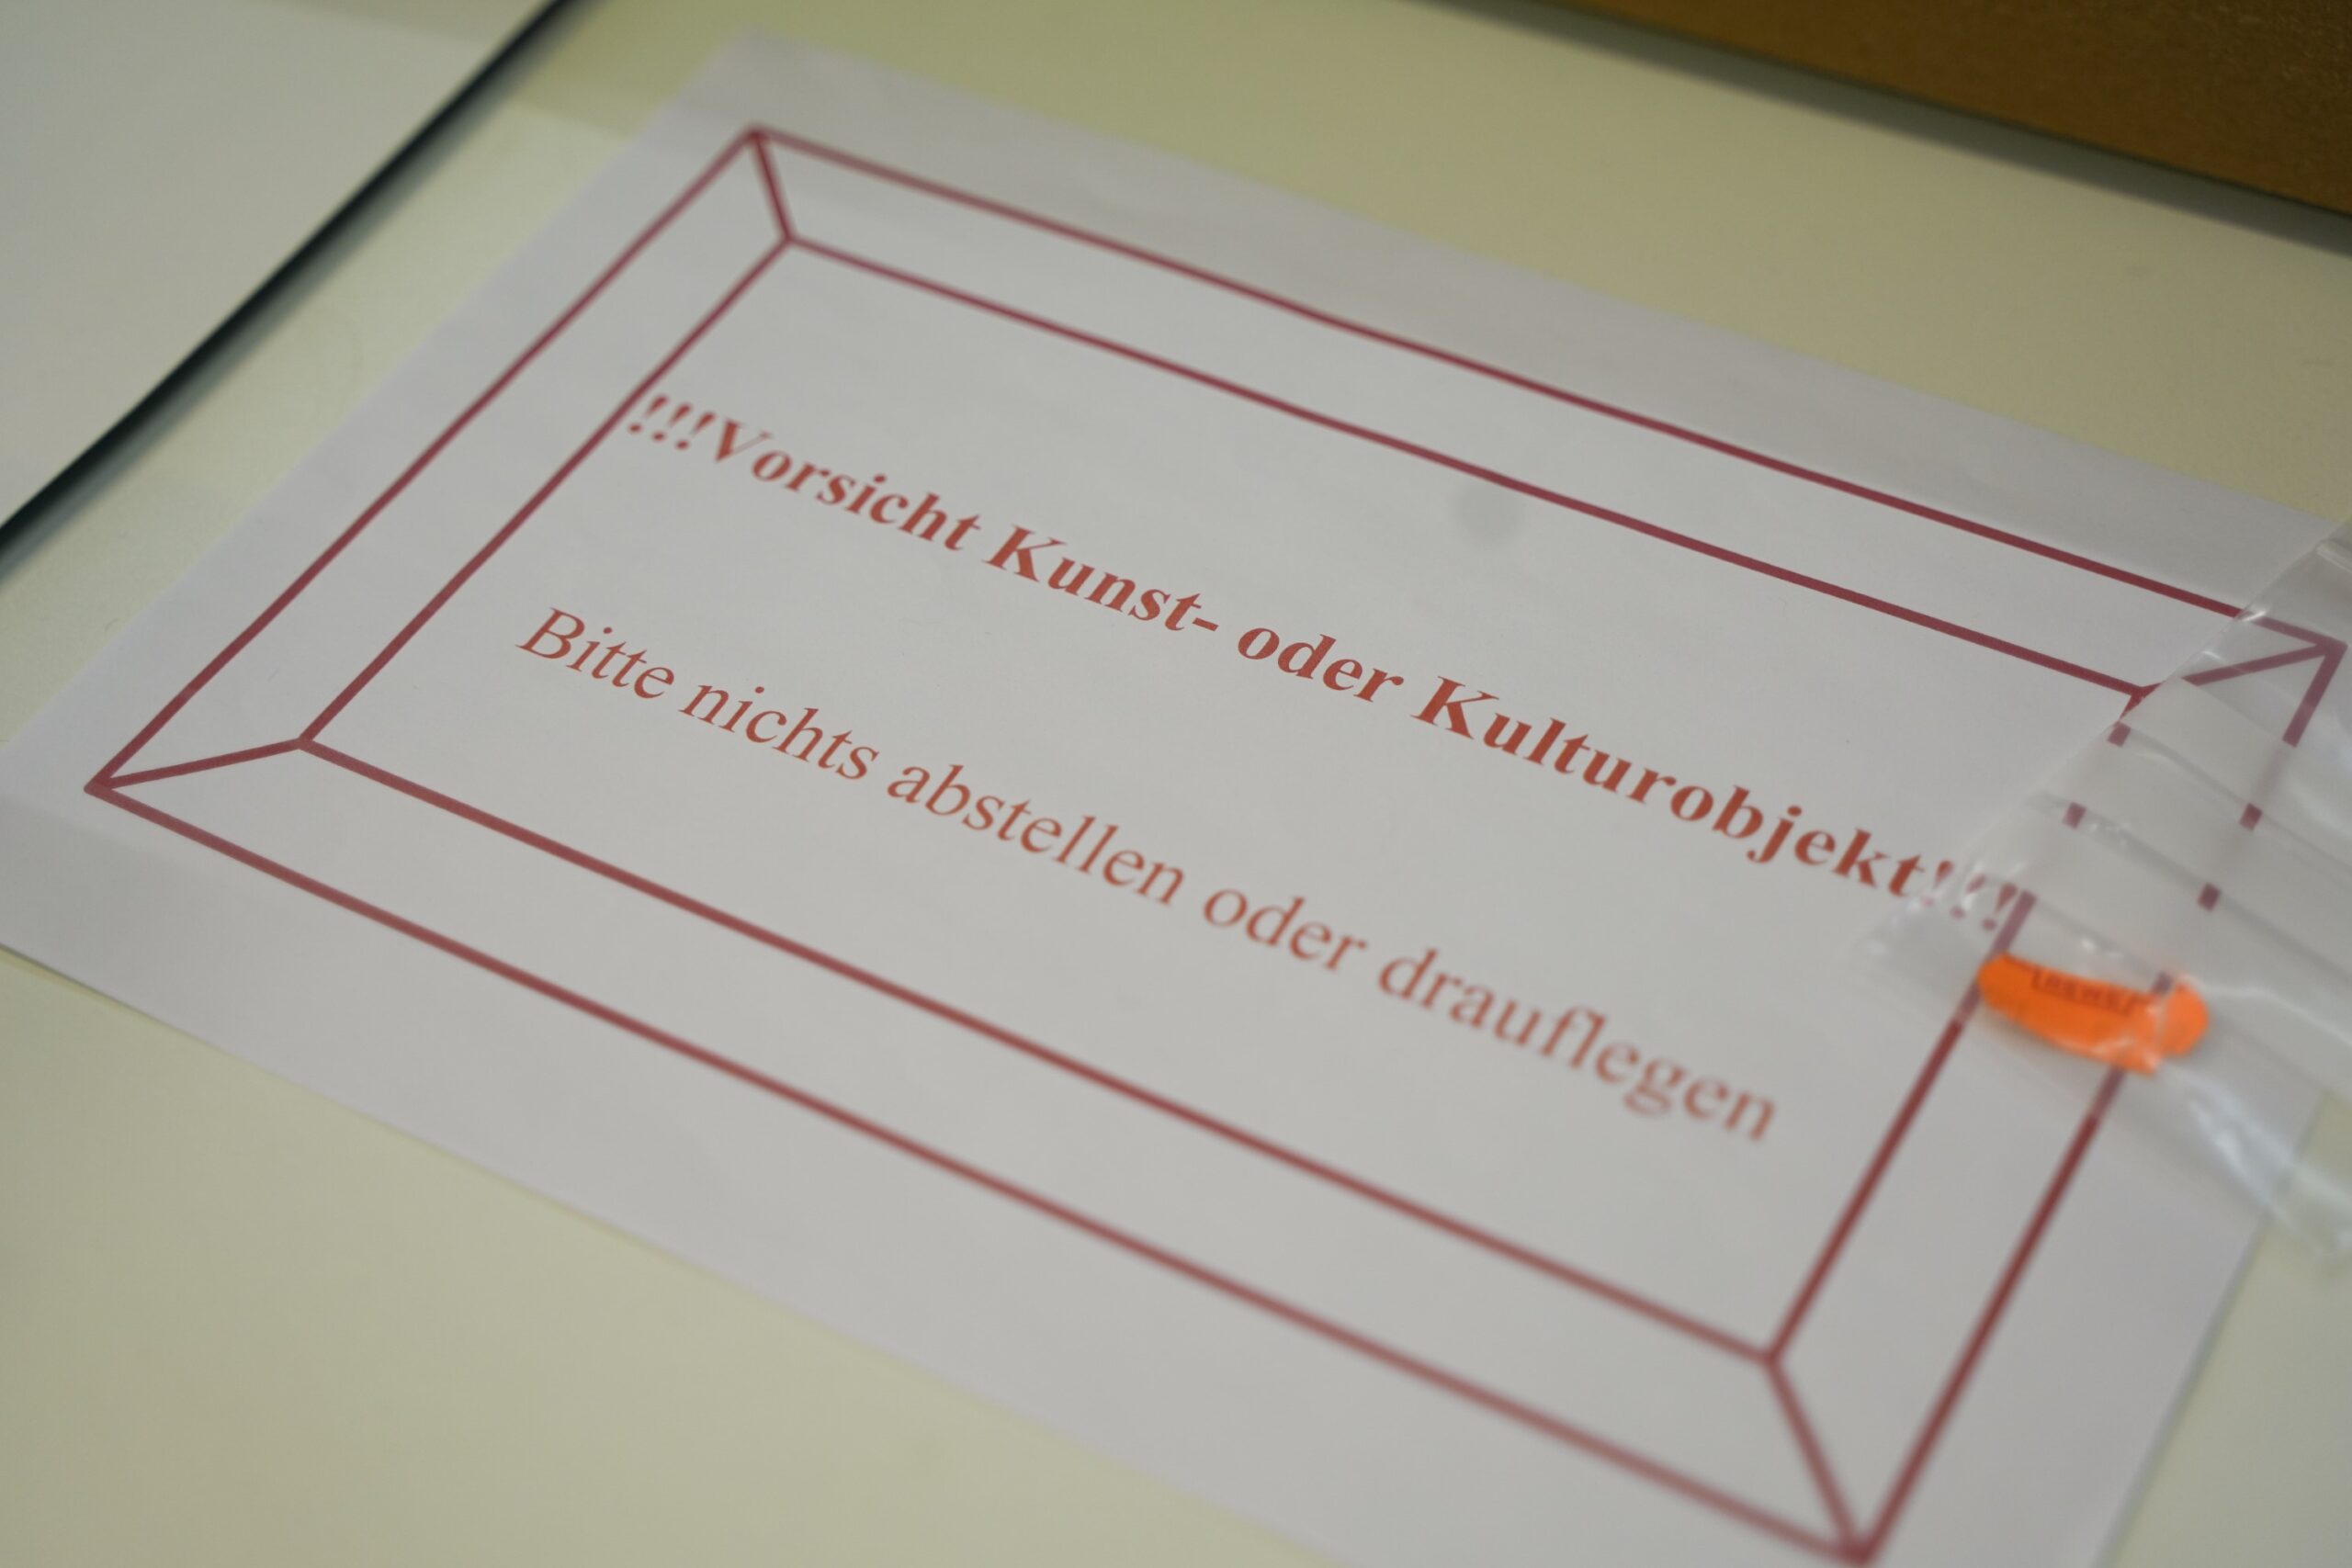 !!!Vorsicht Kunst- oder Kulturobjekt!!!
Bitte nichts abstellen oder drauflegen